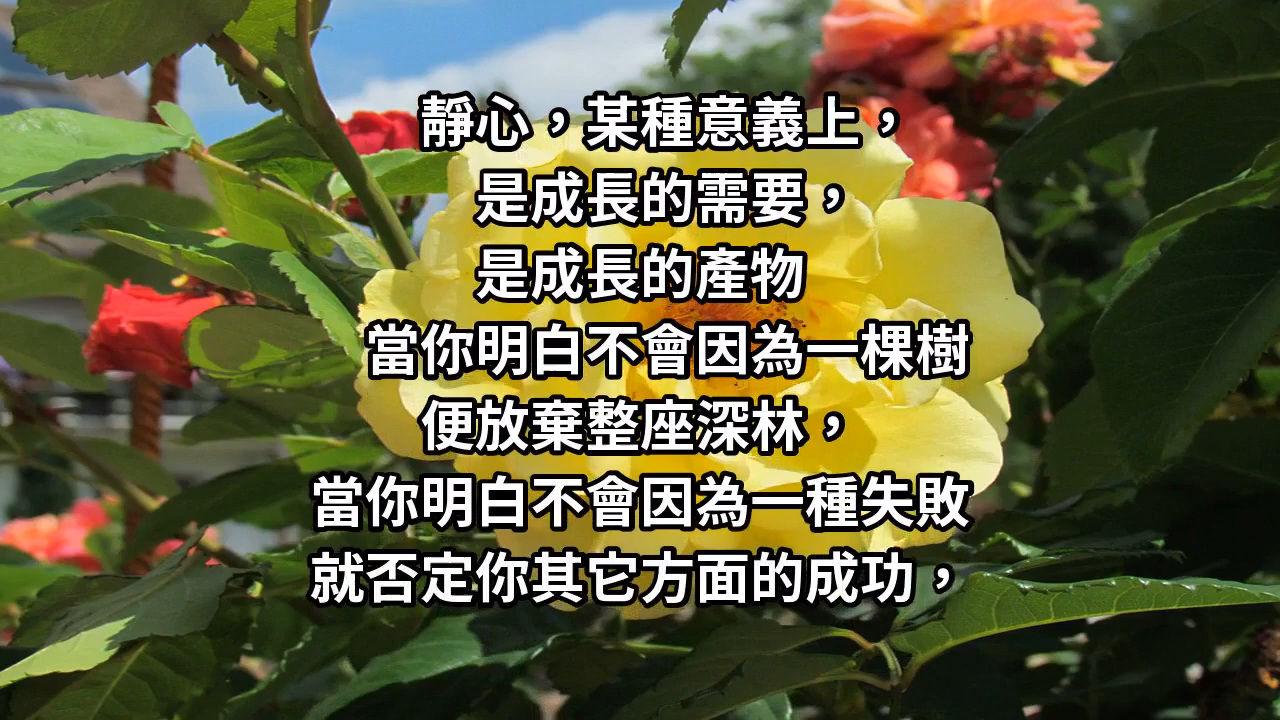 靜心，某種意義上，
是成長的需要，
是成長的產物
當你明白不會因為一棵樹
便放棄整座深林，
當你明白不會因為一種失敗
就否定你其它方面的成功，